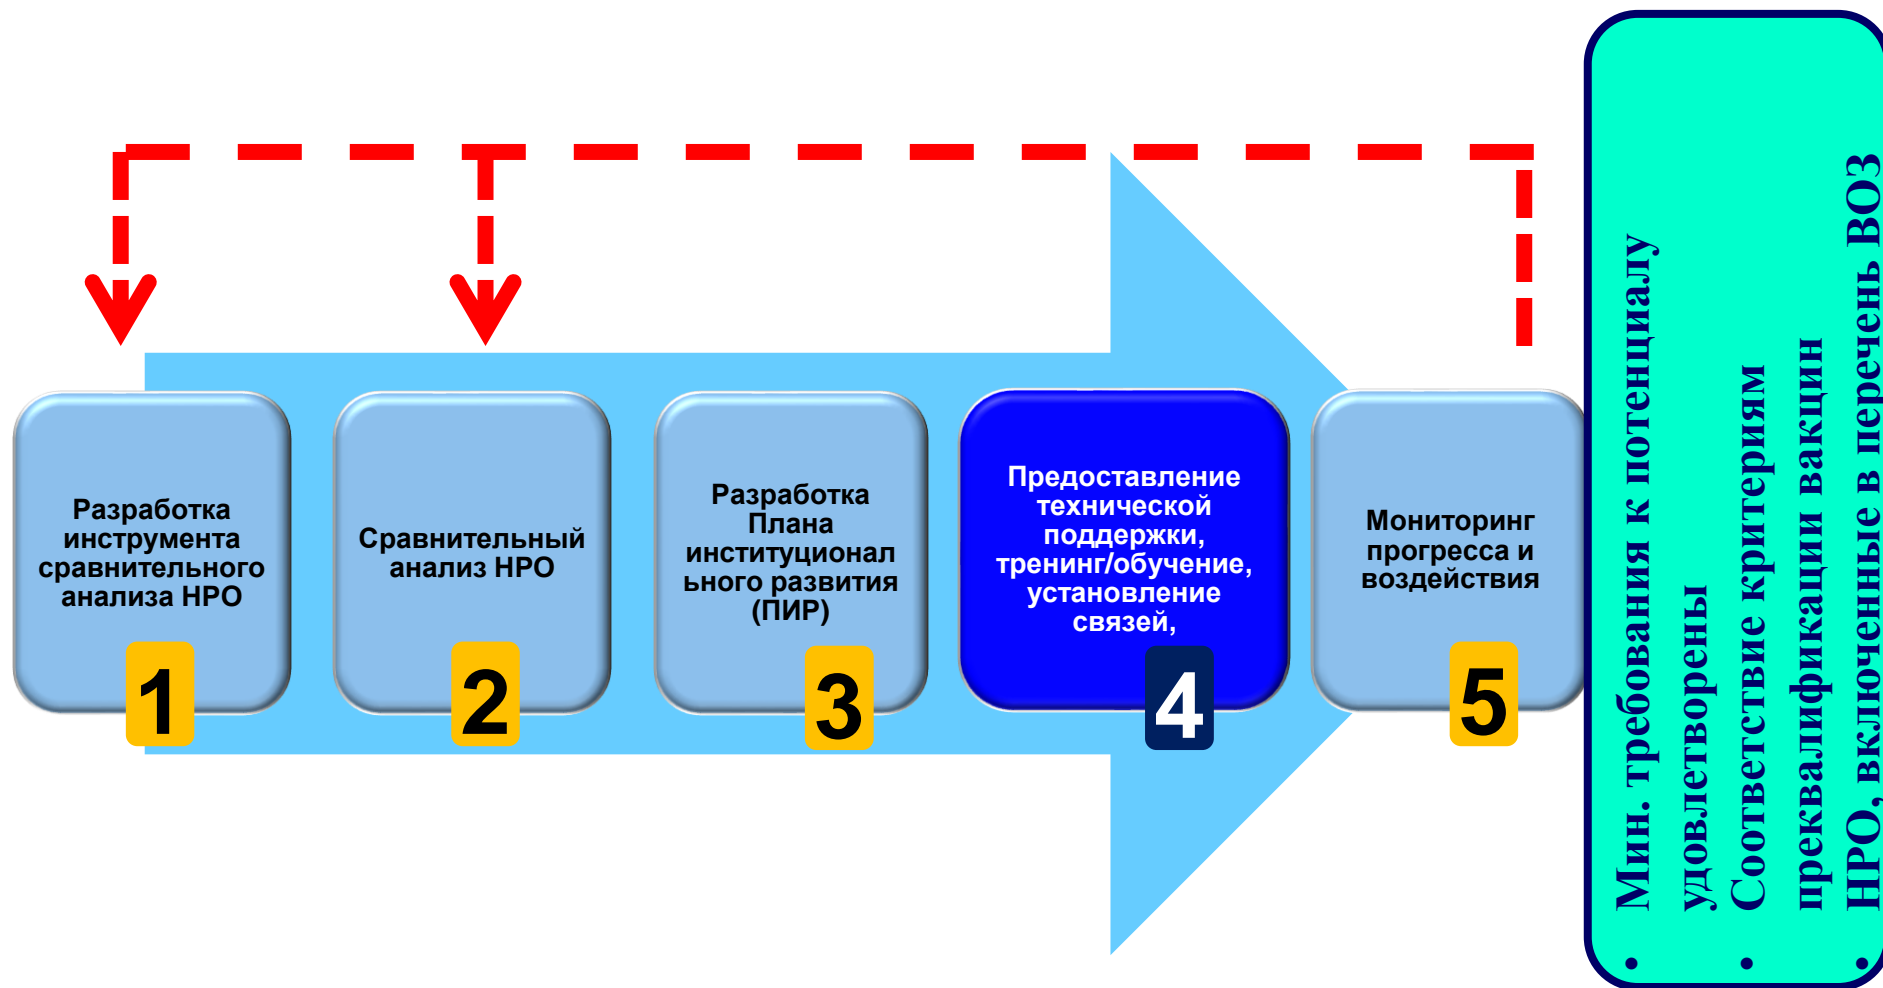 Разработка
инструмента
сравнительного
анализа НРО
1
Сравнительный
анализ НРО
2
Разработка
Плана
институционал
ьного развития
(ПИР)
3
Предоставление
технической
поддержки,
тренинг/обучение,
установление
связей,
4
Мониторинг
прогресса и
воздействия
5
• Мин. требования к потенциалу
удовлетворены
• Соответствие критериям
преквалификации вакцин
• НРО, включенные в перечень ВОЗ